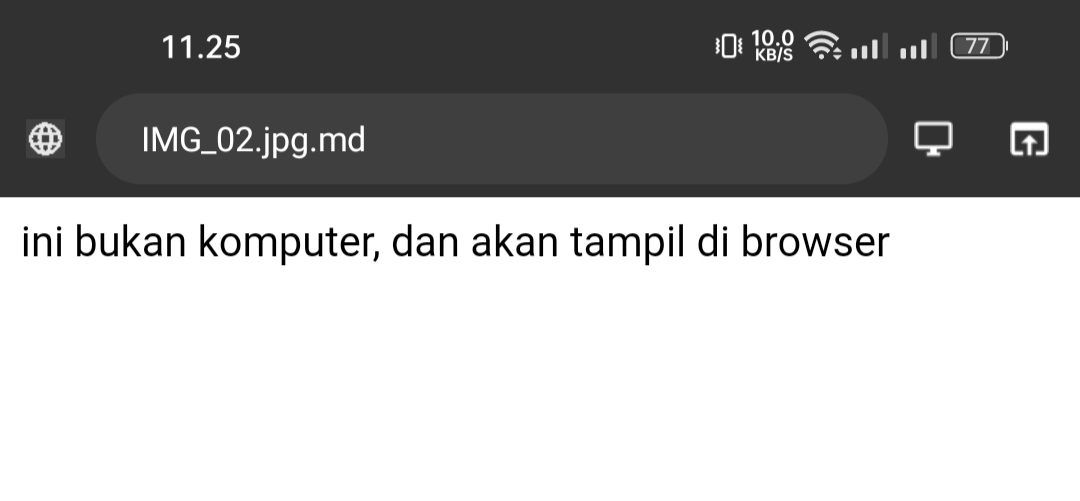 11.25
10.0
KB/S
77
IMG_02.jpg.md
ini bukan komputer, dan akan tampil di browser